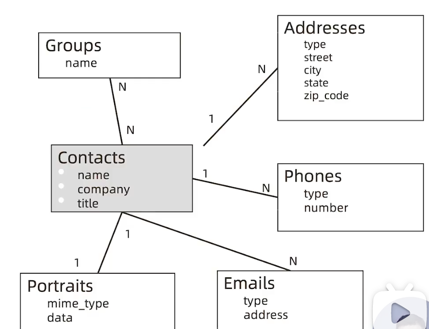 Groups
name
Addresses
type
street
city
state
zip_code
N
N
1
N
Contacts
name
company
title
1
N
Phones
type
number
1
1
N
Portraits
mime_type
data
Emails
type
address